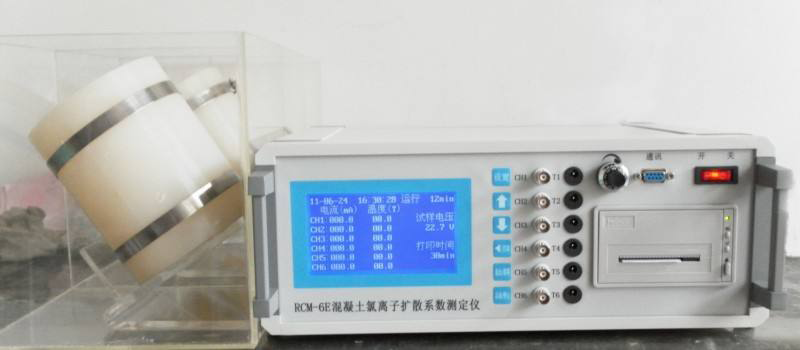 通讯
开 关
设置 CH1 T1
11-06-24 16 30 28 运行 12min
电流(mA) 温度(T)
CH1 000.0 00.0 试样电压
CH2 000.0 00.0 22.7 V
CH3 000.0 00.0
CH4 000.0 00.0 打印时间
CH5 000.0 00.0 30min
CH6 000.0 00.0
CH2 T2
CH3 T3
CH4 T4
CH5 T5
CH6 T6
RCM-6E混凝土氯离子扩散系数测定仪